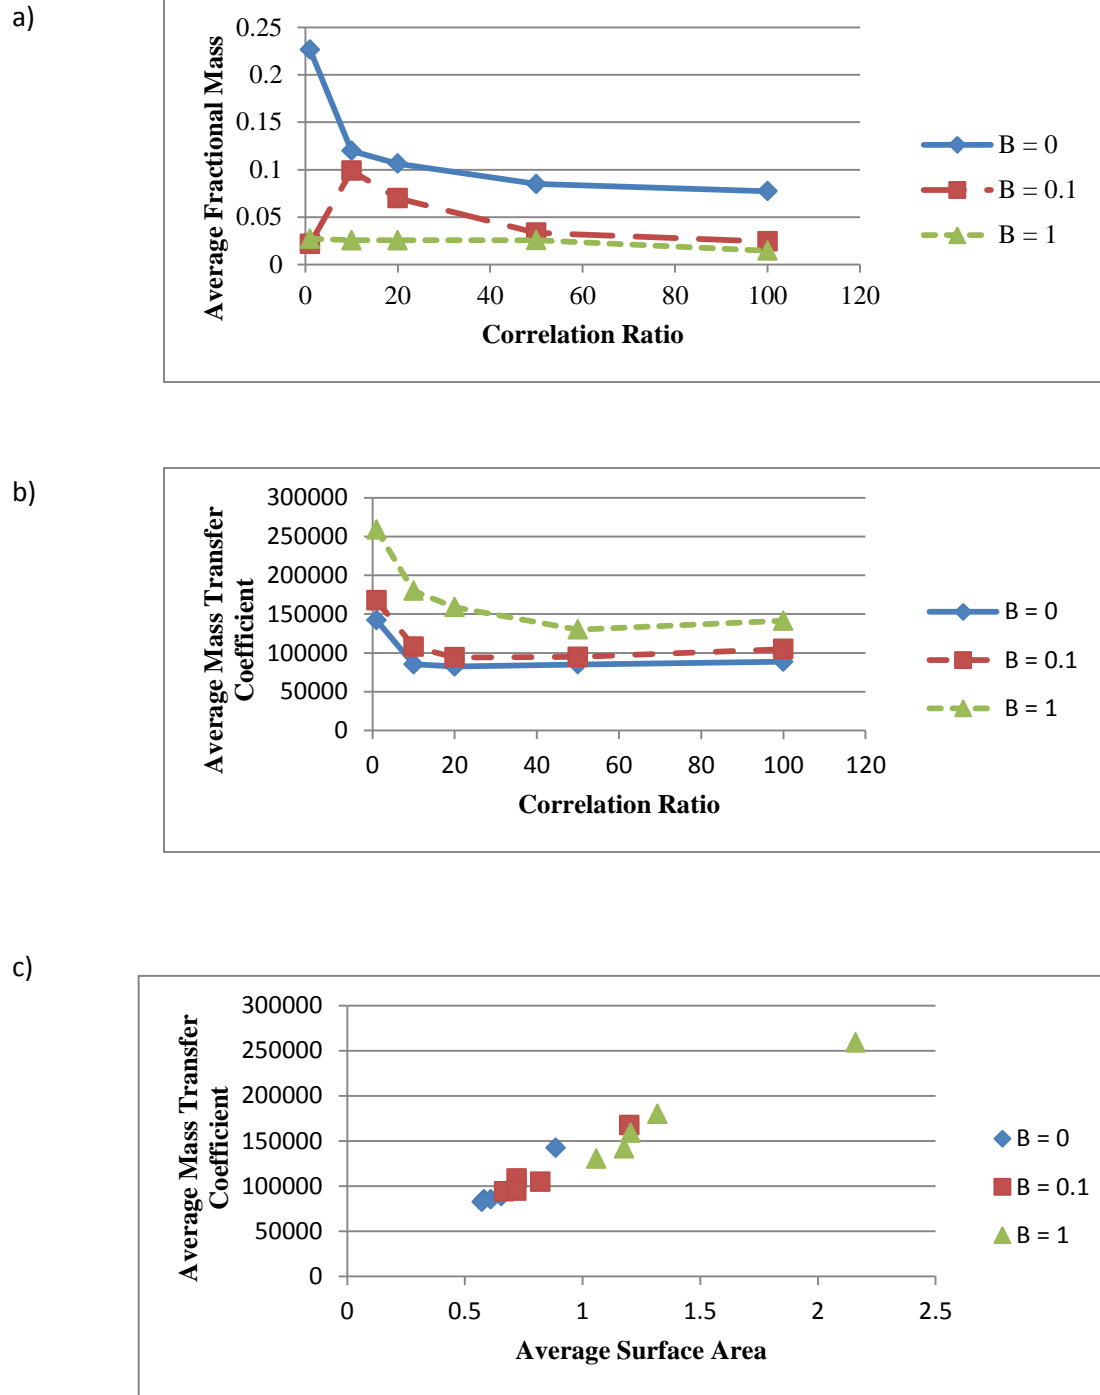 a)
Average Fractional Mass
0.25
0.2
0.15
0.1
0.05
0
0 20 40 60 80 100 120
Correlation Ratio
B = 0
B = 0.1
B = 1
b)
Average Mass Transfer
Coefficient
300000
250000
200000
150000
100000
50000
0
0 20 40 60 80 100 120
Correlation Ratio
B = 0
B = 0.1
B = 1
c)
Average Mass Transfer
Coefficient
300000
250000
200000
150000
100000
50000
0
0 0.5 1 1.5 2 2.5
Average Surface Area
B = 0
B = 0.1
B = 1